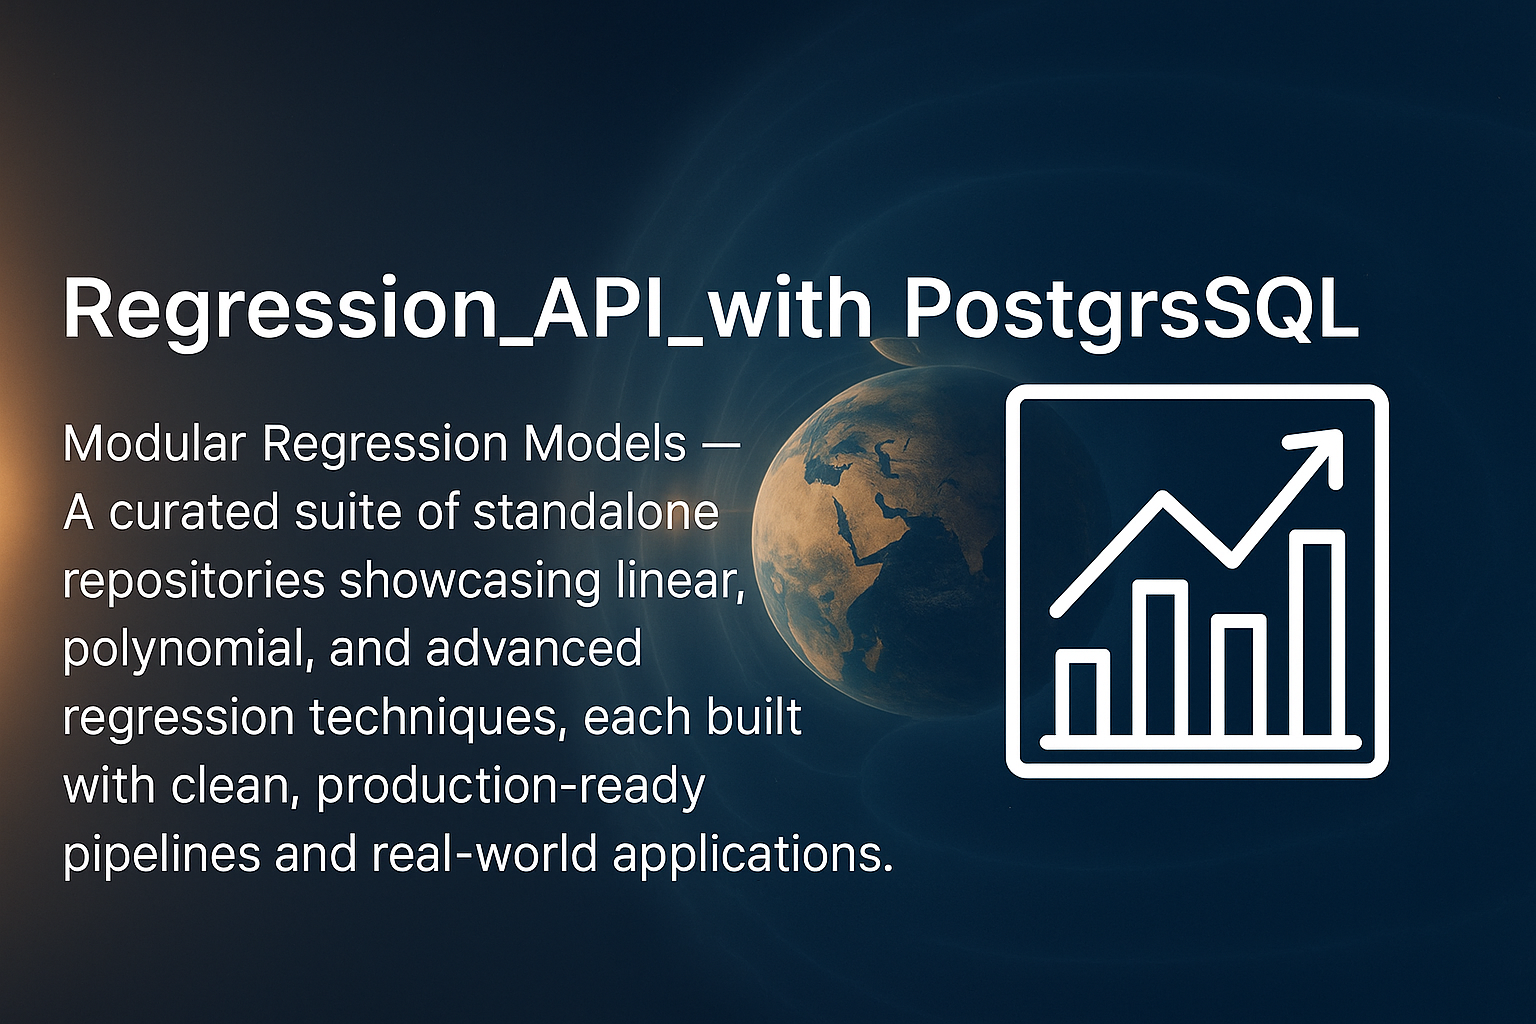 Regression_API_with PostgrsSQL
Modular Regression Models —
A curated suite of standalone
repositories showcasing linear,
polynomial, and advanced
regression techniques, each built
with clean, production-ready
pipelines and real-world applications.